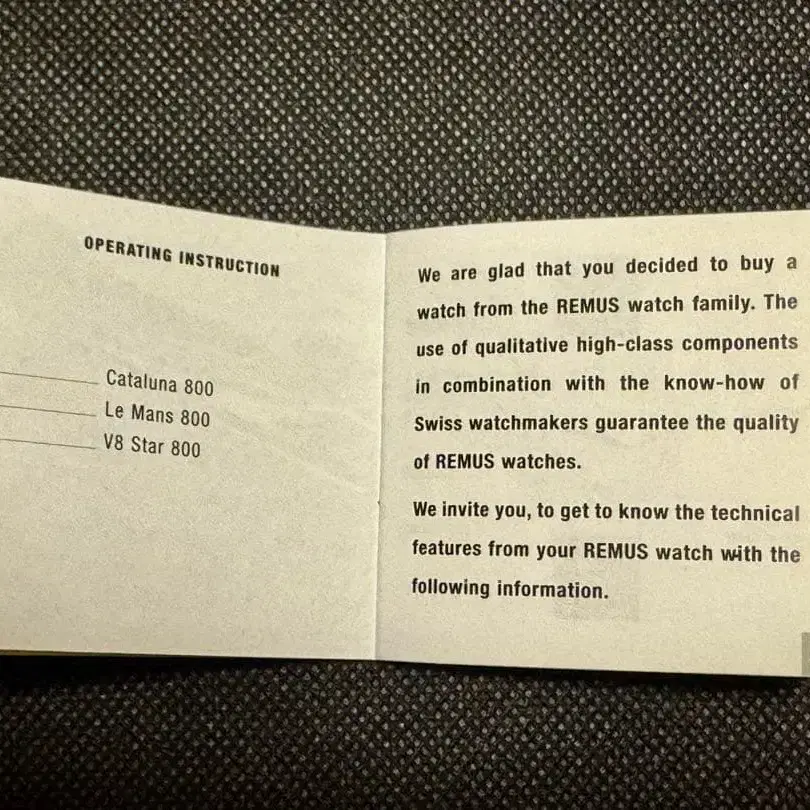 OPERATING INSTRUCTION
Cataluna 800
Le Mans 800
V8 Star 800
We are glad that you decided to buy a
watch from the REMUS watch family. The
use of qualitative high-class components
in combination with the know-how of
Swiss watchmakers guarantee the quality
of REMUS watches.
We invite you, to get to know the technical
features from your REMUS watch with the
following information.